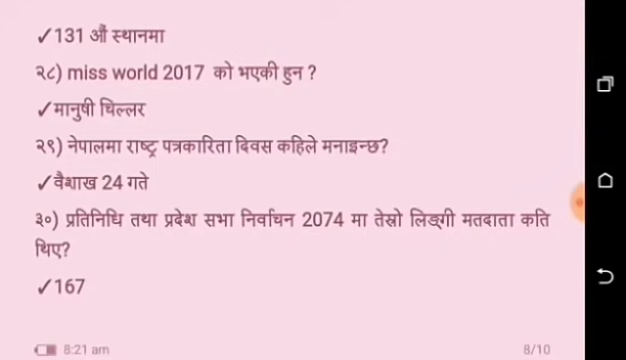 ✓131 औं स्थानमा
२८) miss world 2017 को भएकी हुन ?
✓मानुषी चिल्लर
२९) नेपालमा राष्ट्र पत्रकारिता दिवस कहिले मनाइन्छ?
✓वैशाख 24 गते
३०) प्रतिनिधि तथा प्रदेश सभा निर्वाचन 2074 मा तेस्रो लिङ्गी मतदाता कति
थिए?
✓167
8:21 am 8/10